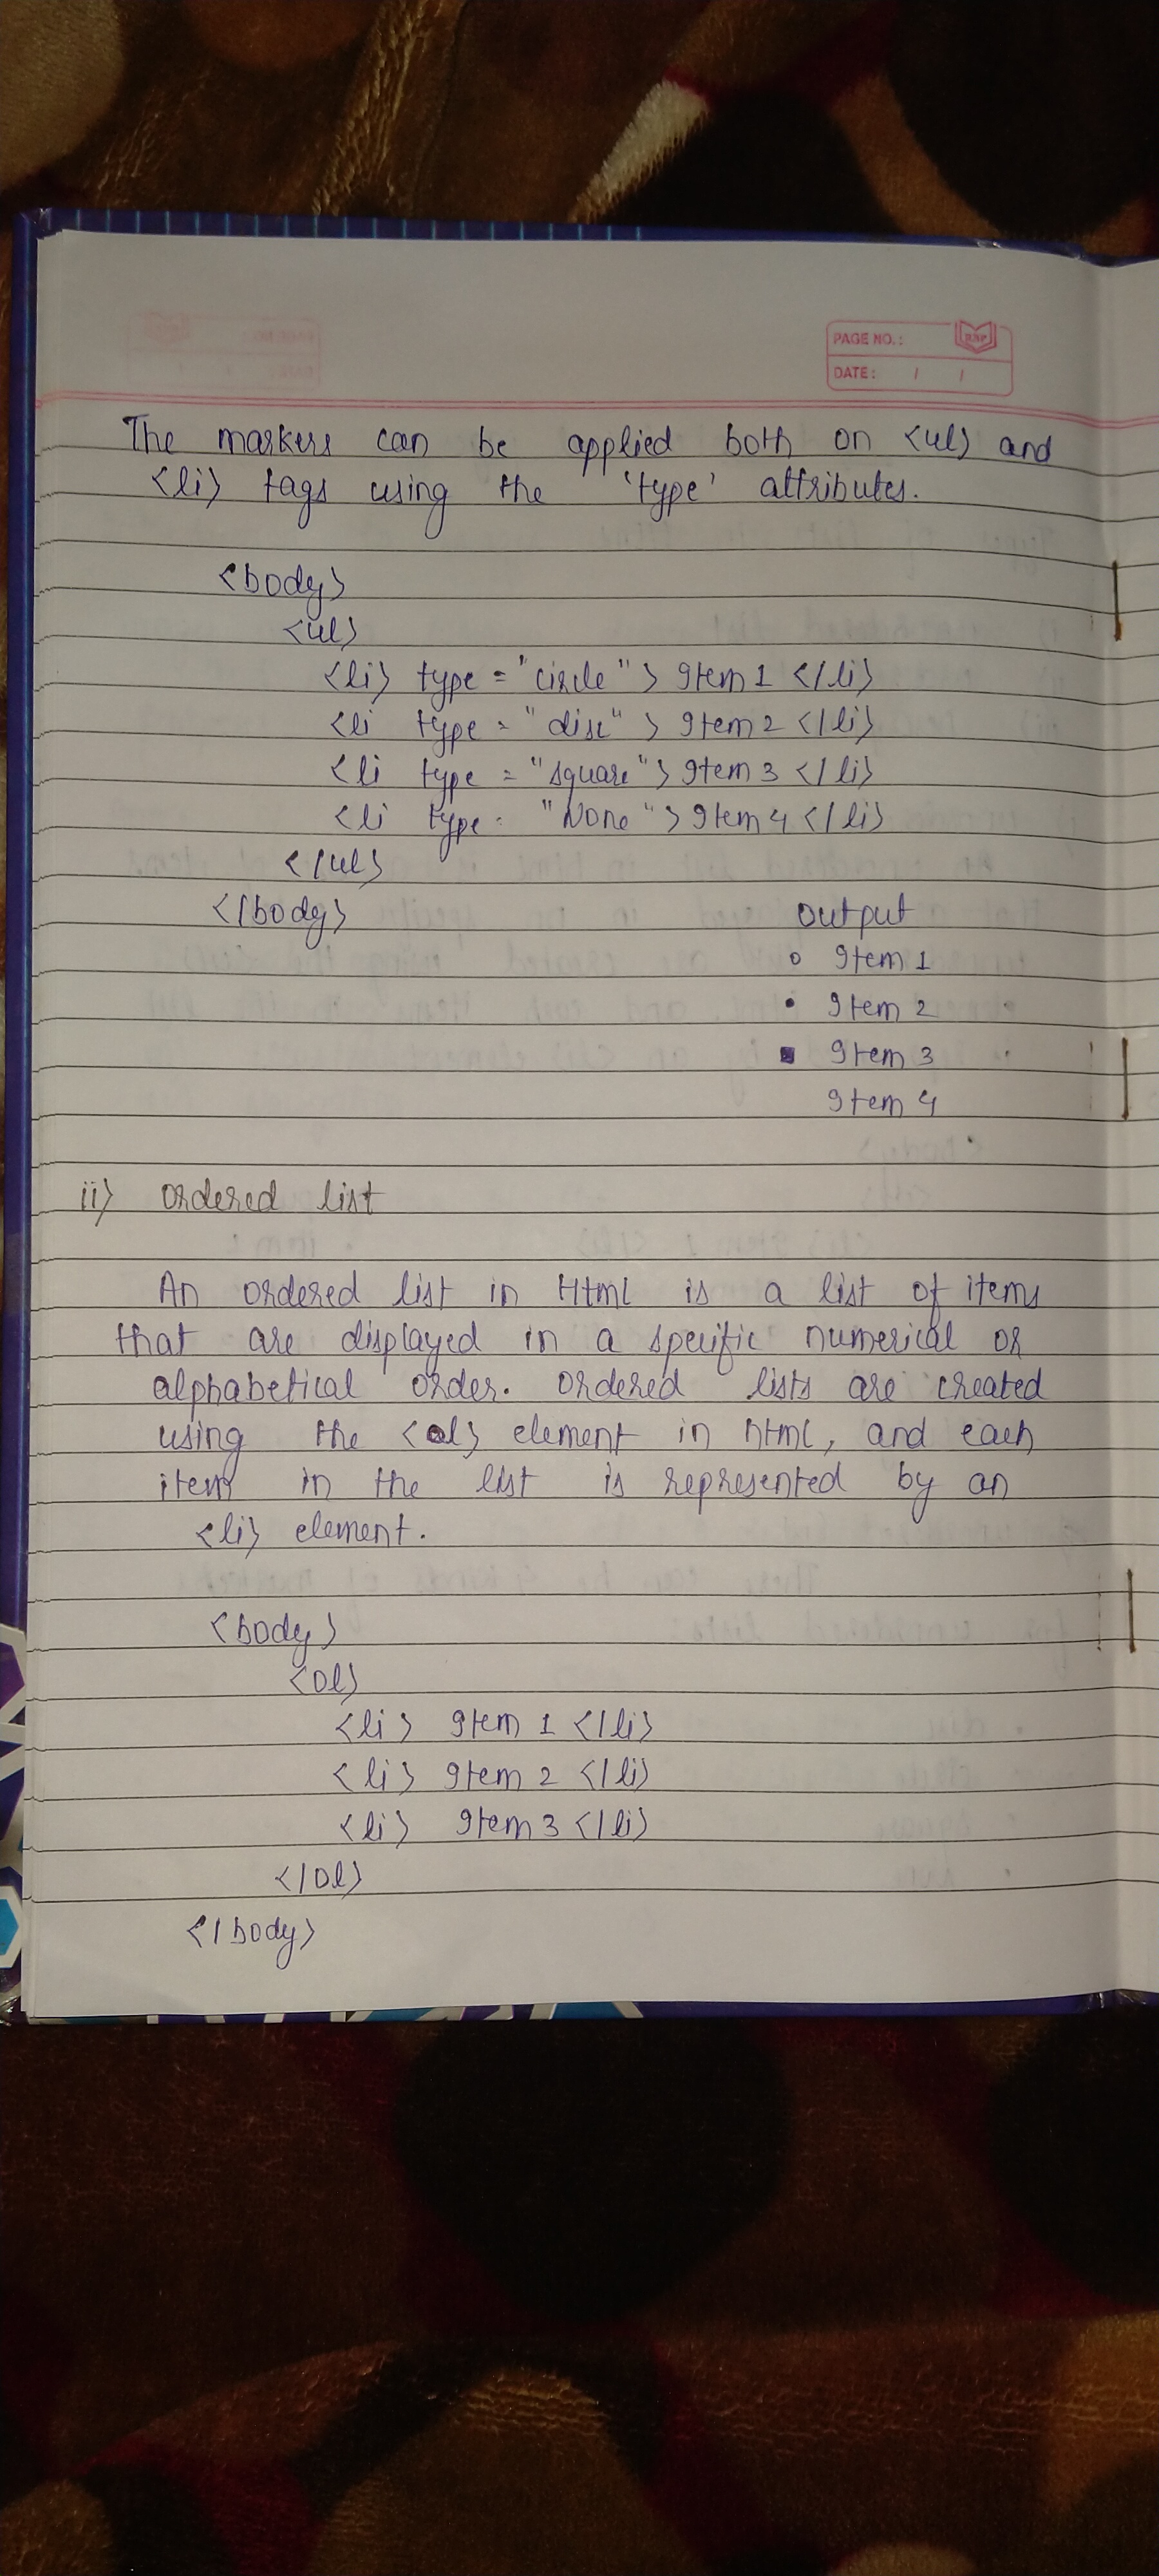 PAGE NO.:
DATE: / /
The markers can be applied both on <ul> and
<li> tags using the 'type' attributes.
<body>
<ul>
<li> type = "circle" > Item 1 </li>
<li type = "disc" > Item 2 </li>
<li type = "square"> Item 3 </li>
<li type = "None" > Item 4 </li>
</ul>
</body>
output
Item 1
Item 2
Item 3
Item 4
ii) ordered list
An ordered list in Html is a list of items
that are displayed in a specific numerical or
alphabetical order. ordered lists are created
using the <ol> element in html, and each
item in the list is represented by an
<li> element.
<body>
<ol>
<li> Item 1 </li>
<li> Item 2 </li>
<li> Item 3 </li>
</ol>
</body>